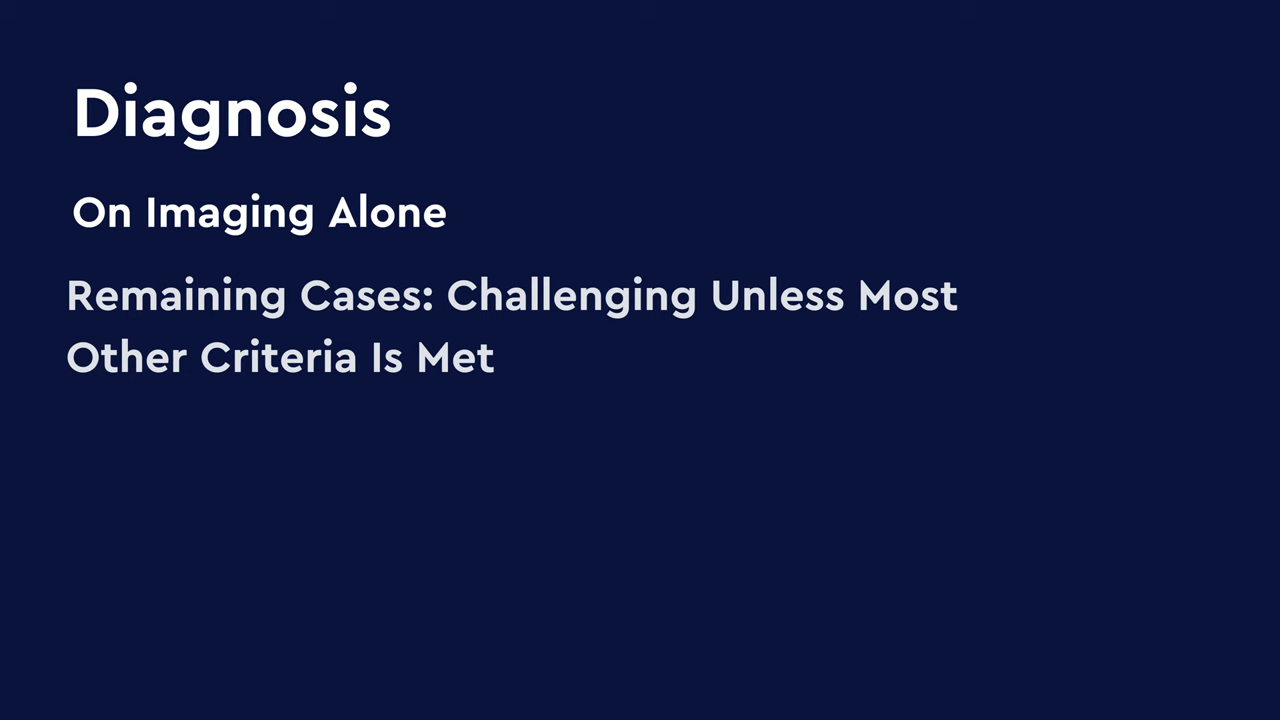 Diagnosis
On Imaging Alone
Remaining Cases: Challenging Unless Most
Other Criteria Is Met